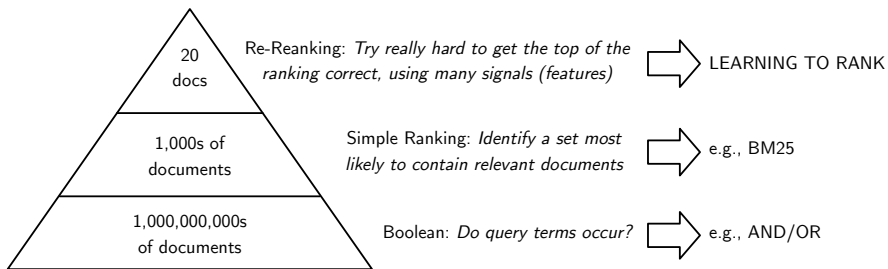 20
docs
Re-Reanking: Try really hard to get the top of the
ranking correct, using many signals (features)
LEARNING TO RANK
1,000s of
documents
Simple Ranking: Identify a set most
likely to contain relevant documents
e.g., BM25
1,000,000,000s
of documents
Boolean: Do query terms occur?
e.g., AND/OR